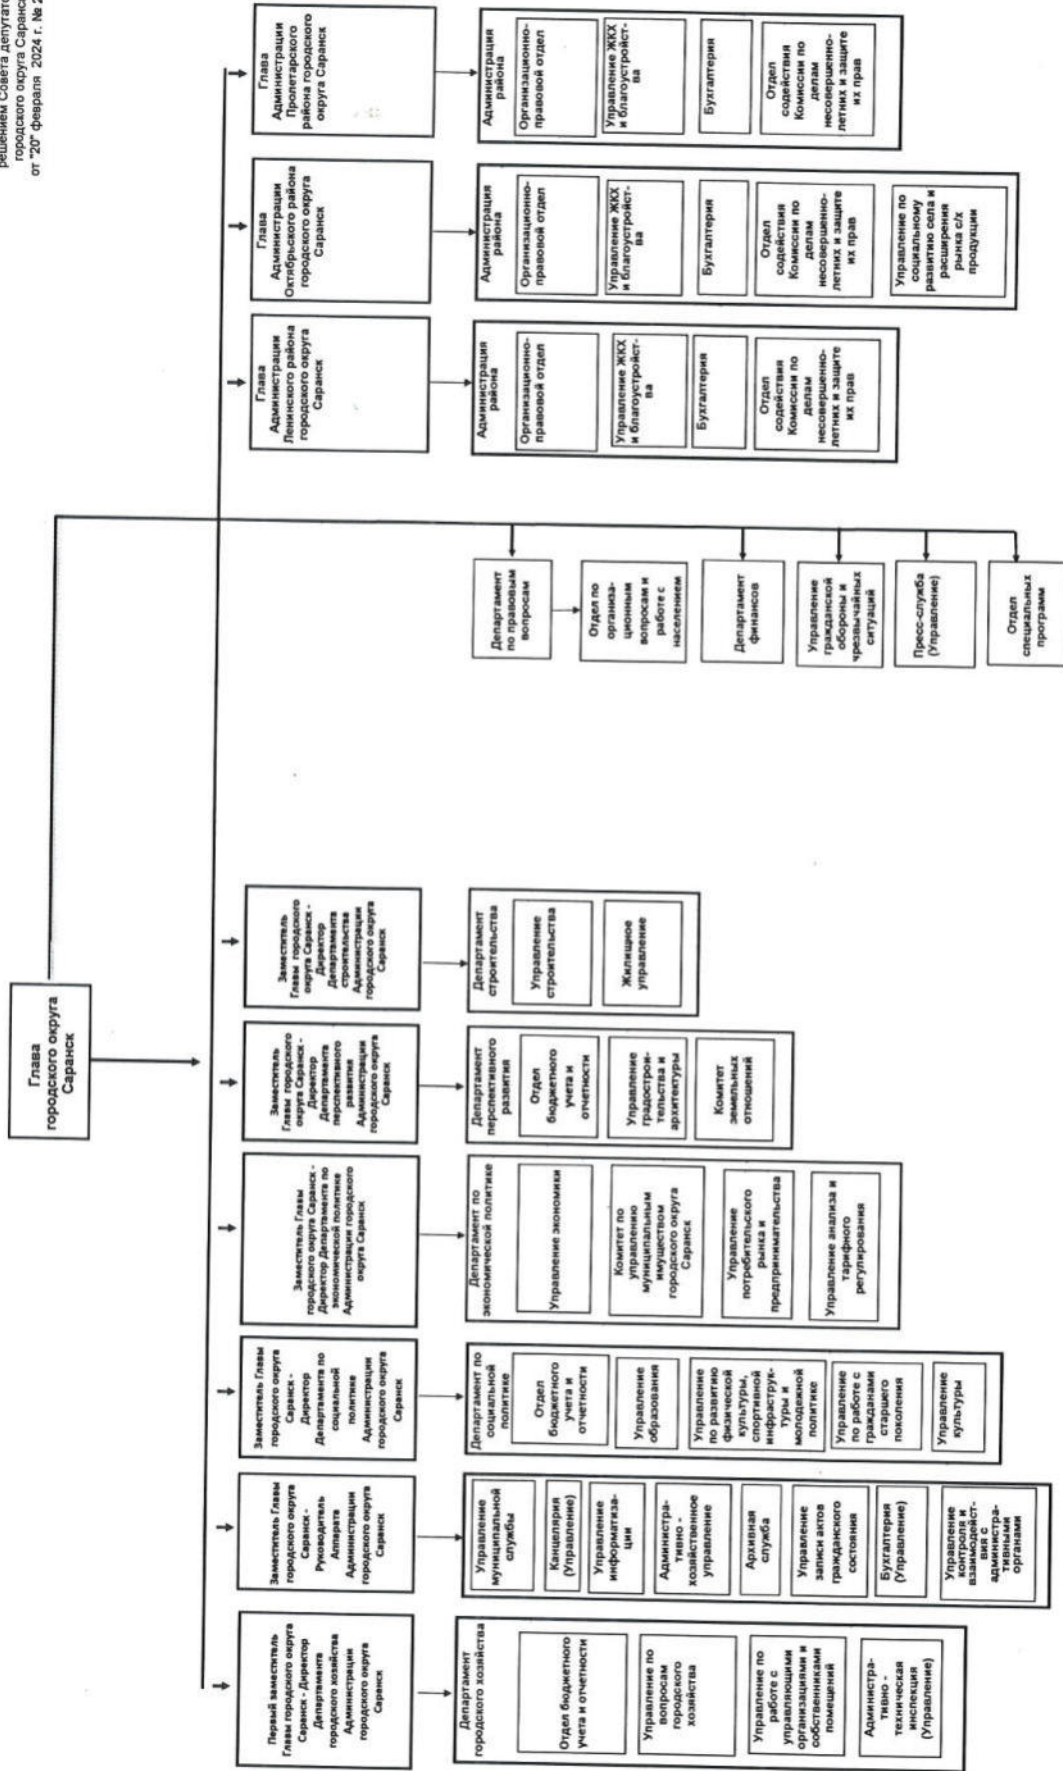 решением Совета депутато
городского округа Саранс
от "20" февраля 2024 г. № 2
Глава
городского округа
Саранск
Первый заместитель
Главы городского округа
Саранск - Директор
Департамента
городского хозяйства
Администрации
городского округа
Саранск
Заместитель Главы
городского округа
Саранск -
Руководитель
Аппарата
Администрации
городского округа
Саранск
Заместитель Главы
городского округа
Саранск -
Директор
Департамента по
социальной
политике
Администрации
городского округа
Саранск
Заместитель Главы
городского округа Саранск -
Директор Департамента по
экономической политике
Администрации городского
округа Саранск
Заместитель
Главы городского
округа Саранск -
Директор
Департамента
перспективного
развития
Администрации
городского округа
Саранск
Заместитель
Главы городского
округа Саранск -
Директор
Департамента
строительства
Администрации
городского округа
Саранск
Глава
Администрации
Ленинского района
городского округа
Саранск
Глава
Администрации
Октябрьского района
городского округа
Саранск
Глава
Администрации
Пролетарского
района городского
округа Саранск
Департамент
городского хозяйства
Отдел бюджетного
учета и отчетности
Управление по
вопросам
городского
хозяйства
Управление по
работе с
управляющими
организациями и
собственниками
помещений
Администра-
тивно -
техническая
инспекция
(Управление)
Управление
муниципальной
службы
Канцелярия
(Управление)
Управление
информатиза-
ции
Администра-
тивно -
хозяйственное
управление
Архивная
служба
Управление
записи актов
гражданского
состояния
Бухгалтерия
(Управление)
Управление
контроля и
взаимодейст-
вия с
администра-
тивными
органами
Департамент по
социальной
политике
Отдел
бюджетного
учета и
отчетности
Управление
образования
Управление
по развитию
физической
культуры,
спортивной
инфраструк-
туры и
молодежной
политике
Управление
по работе с
гражданами
старшего
поколения
Управление
культуры
Департамент по
экономической политике
Управление экономики
Комитет по
управлению
муниципальным
имуществом
городского округа
Саранск
Управление
потребительского
рынка и
предпринимательства
Управление анализа и
тарифного
регулирования
Департамент
перспективного
развития
Отдел
бюджетного
учета и
отчетности
Управление
градострои-
тельства и
архитектуры
Комитет
земельных
отношений
Департамент
строительства
Управление
строительства
Жилищное
управление
Департамент
по правовым
вопросам
Отдел по
организа-
ционным
вопросам и
работе с
населением
Департамент
финансов
Управление
гражданской
обороны и
чрезвычайных
ситуаций
Пресс-служба
(Управление)
Отдел
специальных
программ
Администрация
района
Организационно-
правовой отдел
Управление ЖКХ
и благоустройст-
ва
Бухгалтерия
Отдел
содействия
Комиссии по
делам
несовершенно-
летних и защите
их прав
Администрация
района
Организационно-
правовой отдел
Управление ЖКХ
и благоустройст-
ва
Бухгалтерия
Отдел
содействия
Комиссии по
делам
несовершенно-
летних и защите
их прав
Управление по
социальному
развитию села и
расширения
рынка с/х
продукции
Администрация
района
Организационно-
правовой отдел
Управление ЖКХ
и благоустройст-
ва
Бухгалтерия
Отдел
содействия
Комиссии по
делам
несовершенно-
летних и защите
их прав